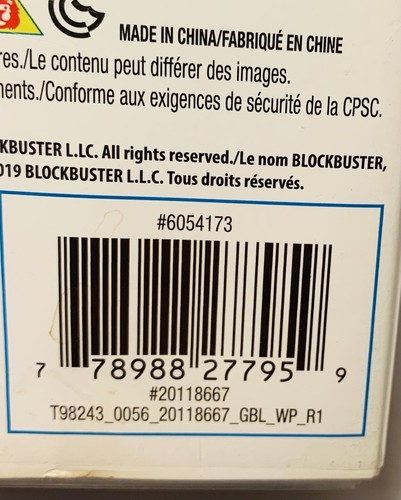 MADE IN CHINA/FABRIQUÉ EN CHINE
res./Le contenu peut différer des images.
ments./Conforme aux exigences de sécurité de la CPSC.
KBUSTER L.LC. All rights reserved./Le nom BLOCKBUSTER,
019 BLOCKBUSTER L.L.C. Tous droits réservés.
#6054173
7 78988 27795 9
#20118667
T98243_0056_20118667_GBL_WP_R1